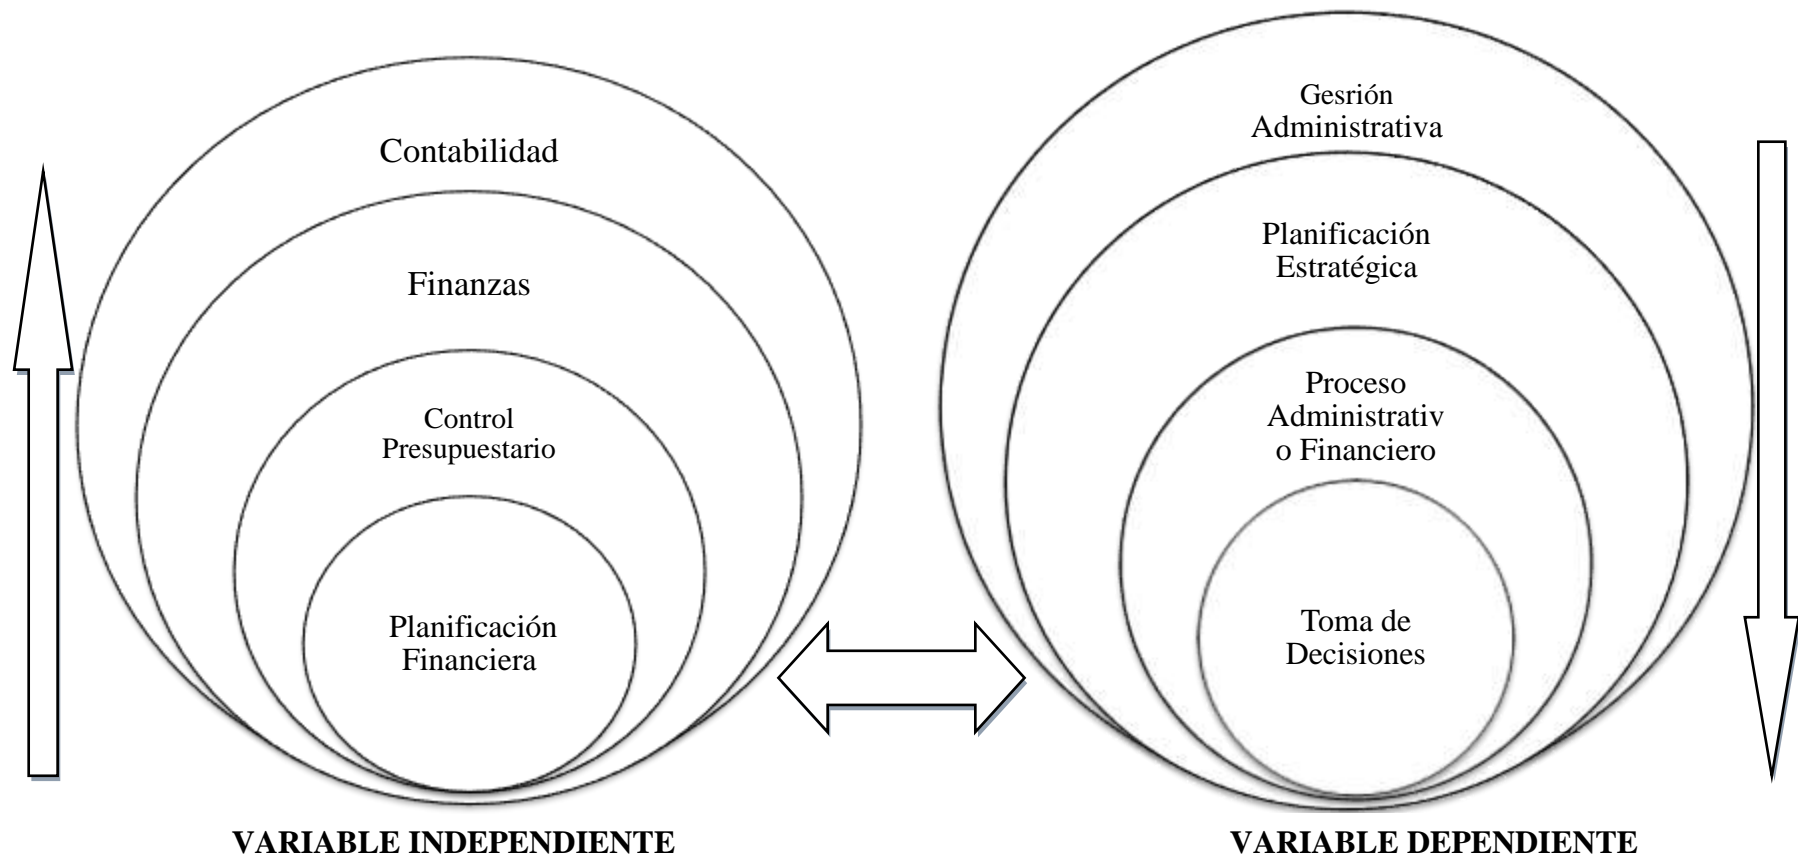 Contabilidad
Finanzas
Control
Presupuestario
Planificación
Financiera
VARIABLE INDEPENDIENTE
Gesrión
Administrativa
Planificación
Estratégica
Proceso
Administrativ
o Financiero
Toma de
Decisiones
VARIABLE DEPENDIENTE